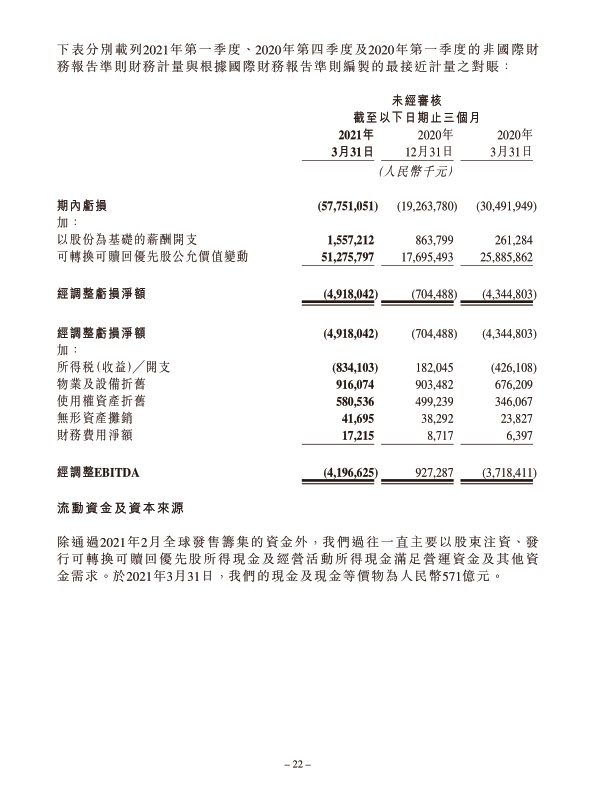 下表分別載列2021年第一季度、2020年第四季度及2020年第一季度的非國際財
務報告準則財務計量與根據國際財務報告準則編製的最接近計量之對賬：
未經審核
截至以下日期止三個月
2021年 2020年 2020年
3月31日 12月31日 3月31日
(人民幣千元)
期內虧損 (57,751,051) (19,263,780) (30,491,949)
加：
以股份為基礎的薪酬開支 1,557,212 863,799 261,284
可轉換可贖回優先股公允價值變動 51,275,797 17,695,493 25,885,862
經調整虧損淨額 (4,918,042) (704,488) (4,344,803)
經調整虧損淨額 (4,918,042) (704,488) (4,344,803)
加：
所得稅(收益)╱開支 (834,103) 182,045 (426,108)
物業及設備折舊 916,074 903,482 676,209
使用權資產折舊 580,536 499,239 346,067
無形資產攤銷 41,695 38,292 23,827
財務費用淨額 17,215 8,717 6,397
經調整EBITDA (4,196,625) 927,287 (3,718,411)
流動資金及資本來源
除通過2021年2月全球發售籌集的資金外，我們過往一直主要以股東注資、發
行可轉換可贖回優先股所得現金及經營活動所得現金滿足營運資金及其他資
金需求。於2021年3月31日，我們的現金及現金等價物為人民幣571億元。
– 22 –